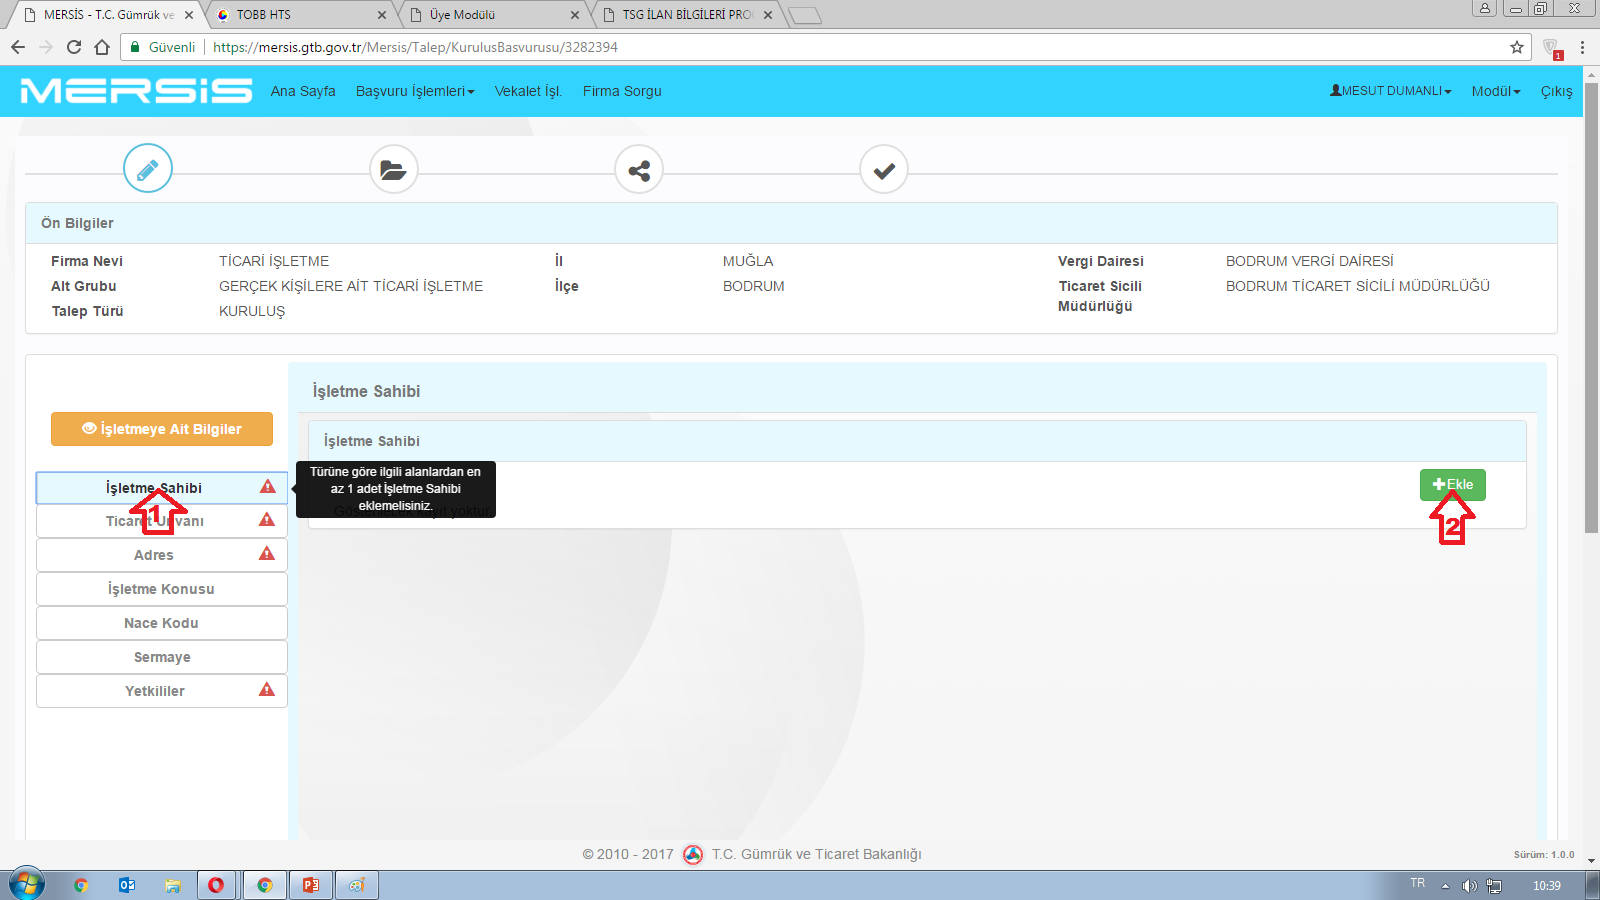 MERSİS - T.C. Gümrük ve
TOBB HTS
Üye Modülü
TSG İLAN BİLGİLERİ PRO
Güvenli
https://mersis.gtb.gov.tr/Mersis/Talep/KurulusBasvurusu/3282394
1
MERSİS
Ana Sayfa
Başvuru İşlemleri
Vekalet İşl.
Firma Sorgu
MESUT DUMANLI
Modül
Çıkış
Ön Bilgiler
Firma Nevi
TİCARİ İŞLETME
İl
MUĞLA
Vergi Dairesi
BODRUM VERGİ DAİRESİ
Alt Grubu
GERÇEK KİŞİLERE AİT TİCARİ İŞLETME
İlçe
BODRUM
Ticaret Sicili
Müdürlüğü
BODRUM TİCARET SİCİLİ MÜDÜRLÜĞÜ
Talep Türü
KURULUŞ
İşletmeye Ait Bilgiler
İşletme Sahibi
Ticaret Unvanı
Adres
İşletme Konusu
Nace Kodu
Sermaye
Yetkililer
1
İşletme Sahibi
İşletme Sahibi
Türüne göre ilgili alanlardan en
az 1 adet İşletme Sahibi
eklemelisiniz.
Ekle
2
© 2010 - 2017
T.C. Gümrük ve Ticaret Bakanlığı
Sürüm: 1.0.0
TR
10:39